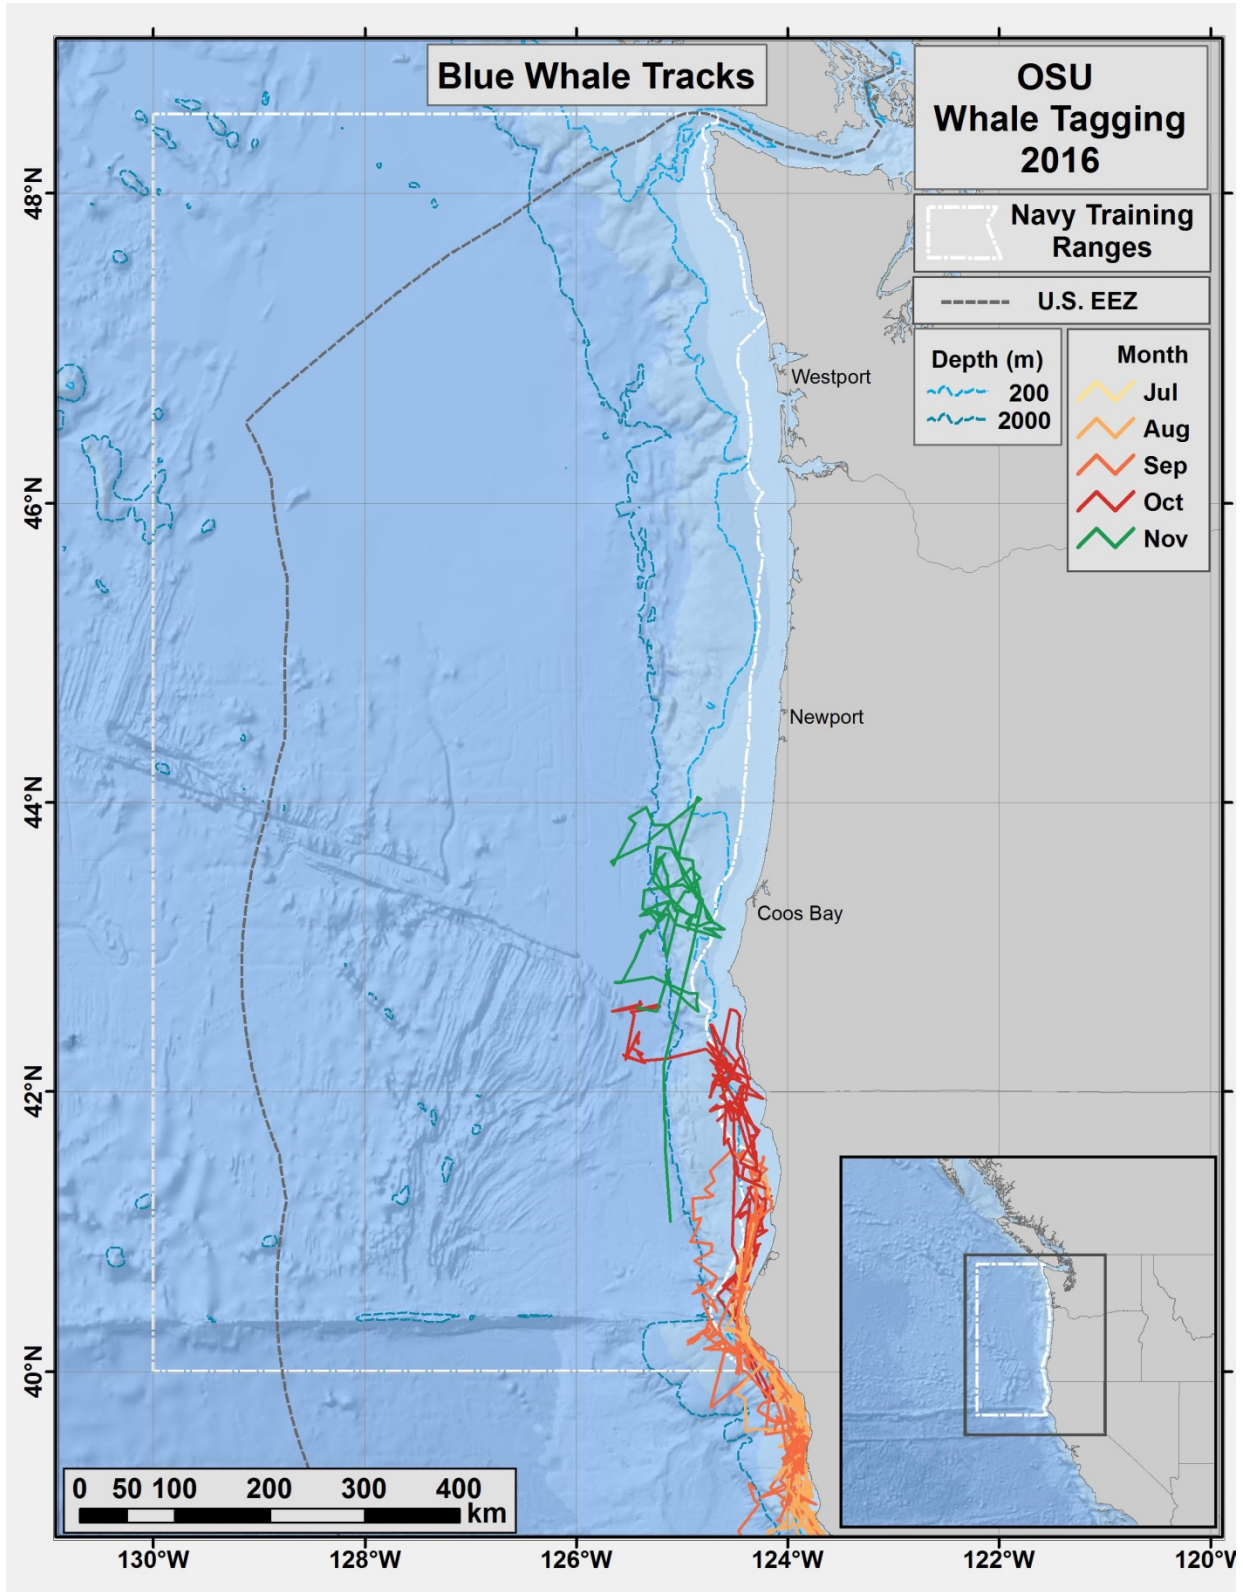 Blue Whale Tracks
OSU
Whale Tagging
2016
Navy Training
Ranges
U.S. EEZ
Depth (m)
200
2000
Month
Jul
Aug
Sep
Oct
Nov
Westport
Newport
Coos Bay
48°N
46°N
44°N
42°N
40°N
0 50 100 200 300 400
km
130°W 128°W 126°W 124°W 122°W 120°W